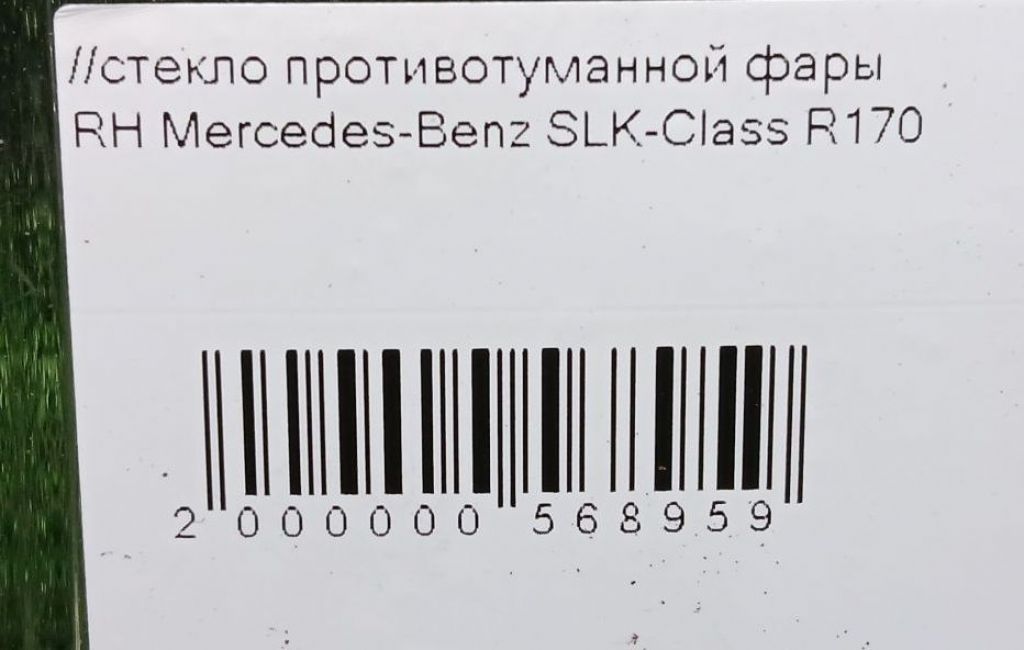 //стекло противотуманной фары
RH Mercedes-Benz SLK-Class R170
2 000000 568959